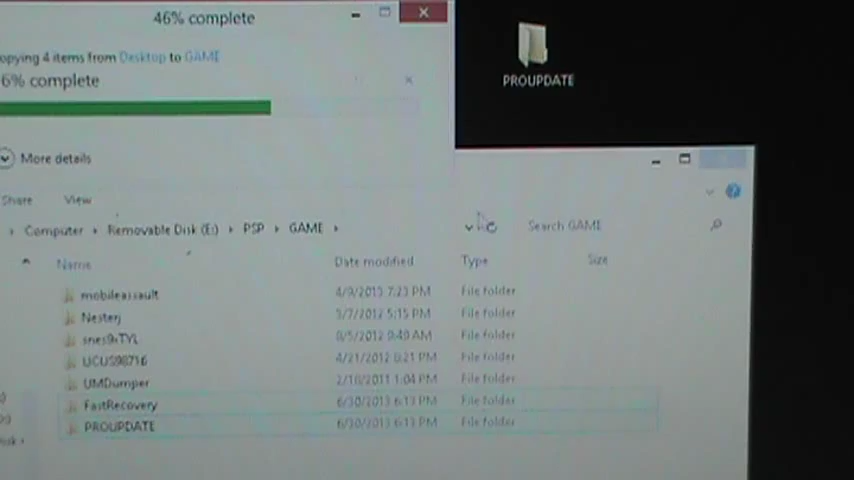 46% complete
opying 4 items from Desktop to GAME
6% complete
PROUPDATE
More details
Share View
Computer Removable Disk (E:) PSP GAME Search GAME
Name Date modified Type Size
mobileassault 4/9/2013 7:23 PM File folder
Nesterj 3/7/2012 5:15 PM File folder
snes9xTYL 8/5/2012 9:49 AM File folder
UCUS98716 4/21/2012 8:21 PM File folder
UMDumper 2/18/2011 1:04 PM File folder
FastRecovery 6/30/2013 6:13 PM File folder
PROUPDATE 6/30/2013 6:13 PM File folder